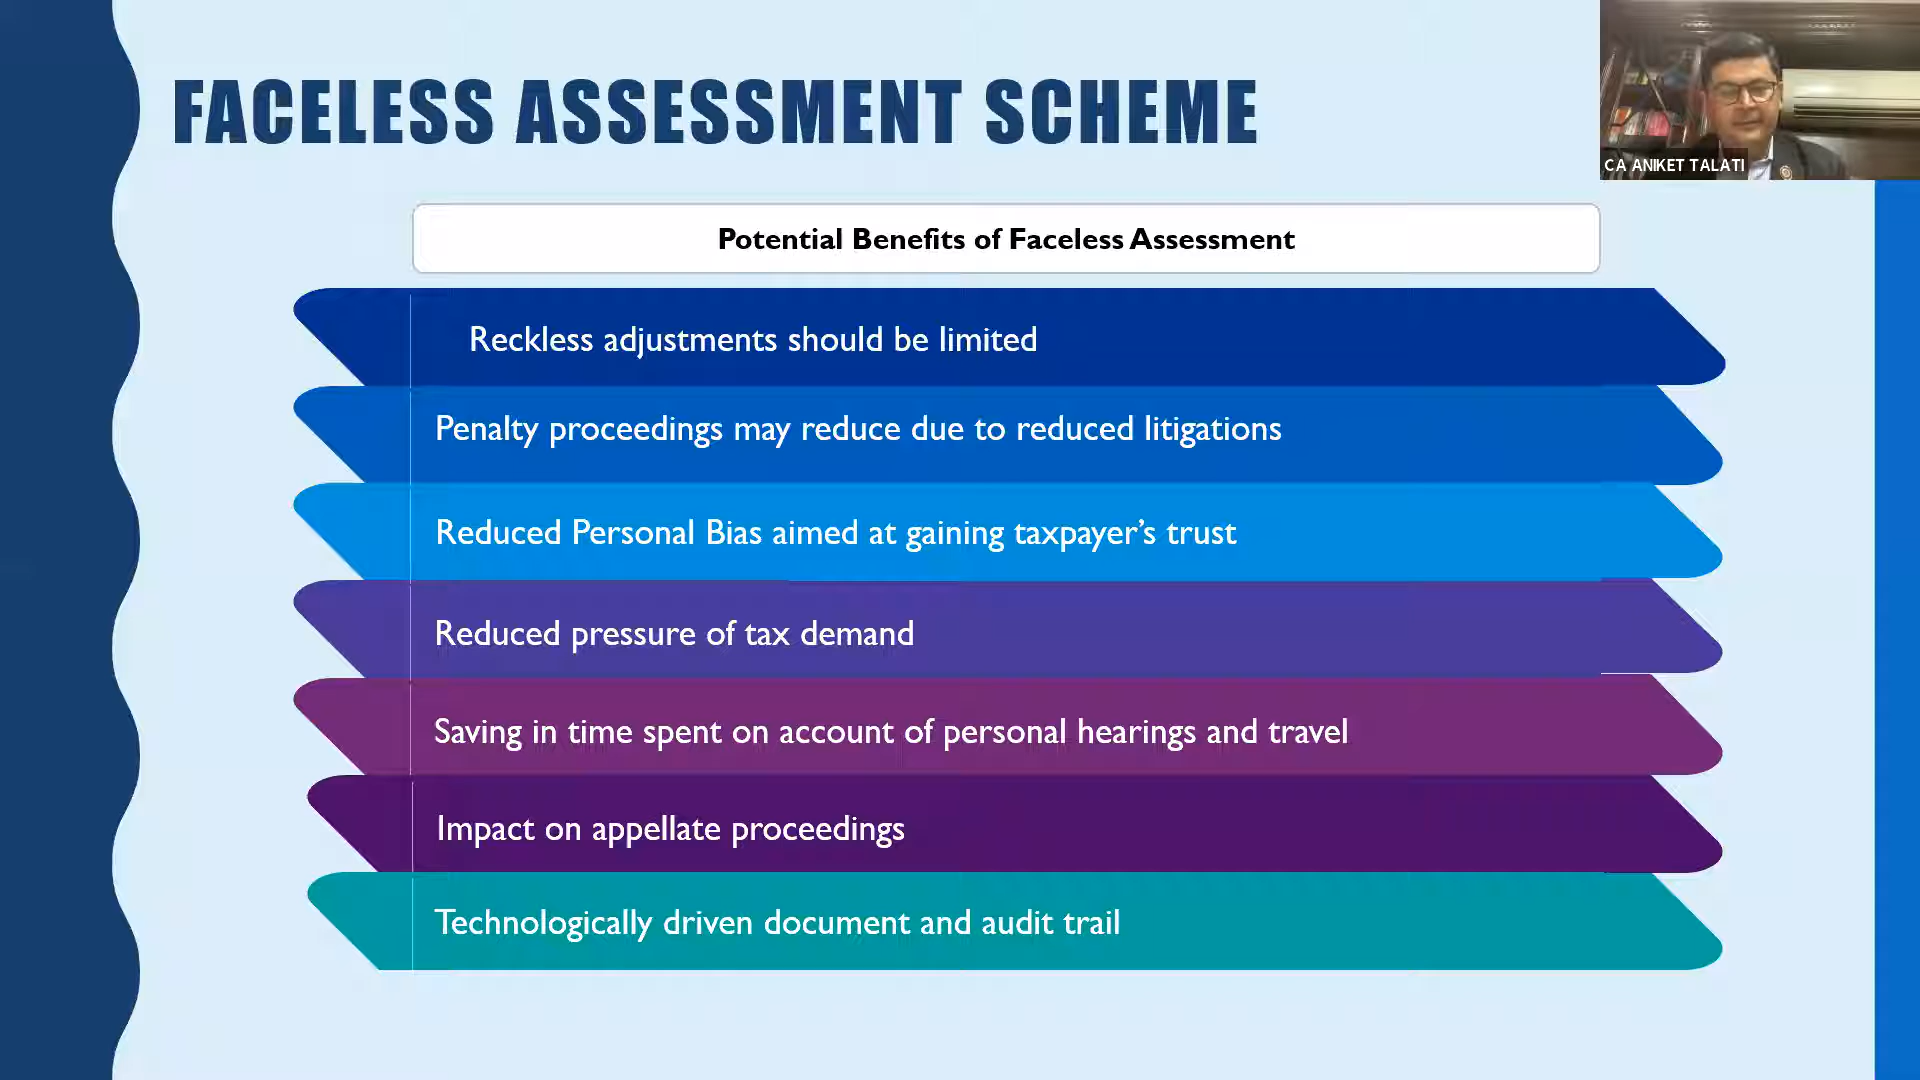 FACELESS ASSESSMENT SCHEME
CA ANIKET TALATI
Potential Benefits of Faceless Assessment
Reckless adjustments should be limited
Penalty proceedings may reduce due to reduced litigations
Reduced Personal Bias aimed at gaining taxpayer’s trust
Reduced pressure of tax demand
Saving in time spent on account of personal hearings and travel
Impact on appellate proceedings
Technologically driven document and audit trail